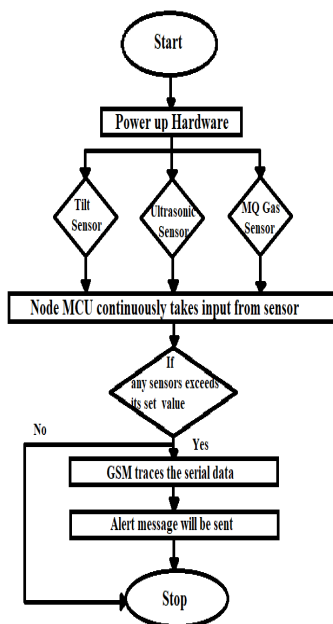 Start
Power up Hardware
Tilt
Sensor
Ultrasonic
Sensor
MQ Gas
Sensor
Node MCU continuously takes input from sensor
If
any sensors exceeds
its set value
No
Yes
GSM traces the serial data
Alert message will be sent
Stop